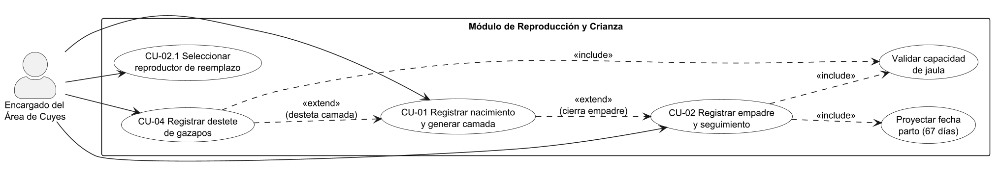 Módulo de Reproducción y Crianza
CU-02.1 Seleccionar
reproductor de reemplazo
«include»
Validar capacidad
de jaula
«include»
Encargado del
Área de Cuyes
CU-04 Registrar destete
de gazapos
«extend»
(desteta camada)
CU-01 Registrar nacimiento
y generar camada
«extend»
(cierra empadre)
CU-02 Registrar empadre
y seguimiento
«include»
Proyectar fecha
parto (67 días)